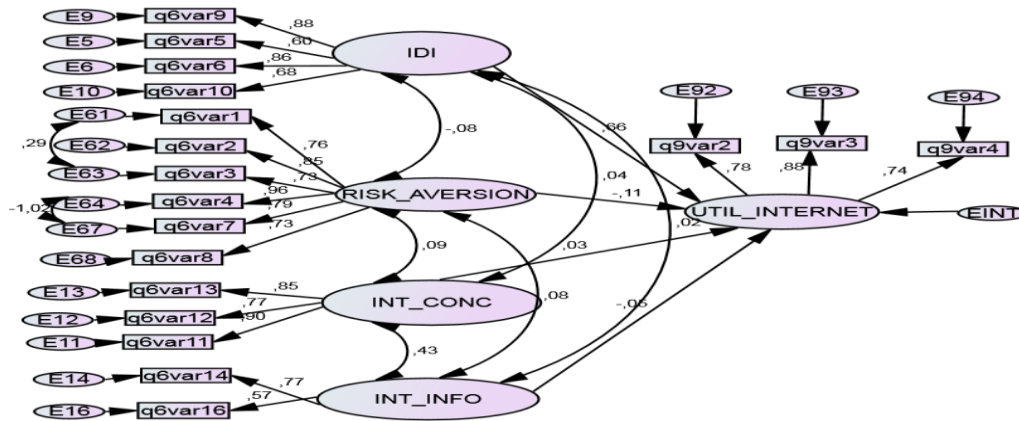 E9 q6var9 ,88
E5 q6var5 ,60
IDI
E6 q6var6 ,86
E10 q6var10 ,68
E61 q6var1 ,76
E62 q6var2 ,85
,29
E63 q6var3 ,73
E64 q6var4 ,96
-1,02
E67 q6var7 ,79
E68 q6var8 ,73
RISK_AVERSION
-,08
,66
,04
-,11
,02
,03
,09
,08
-,05
E13 q6var13 ,85
E12 q6var12 ,77
E11 q6var11 ,90
INT_CONC
,43
E14 q6var14 ,77
E16 q6var16 ,57
INT_INFO
E92 E93 E94
q9var2 q9var3 q9var4
,78 ,88 ,74
UTIL_INTERNET
EINT